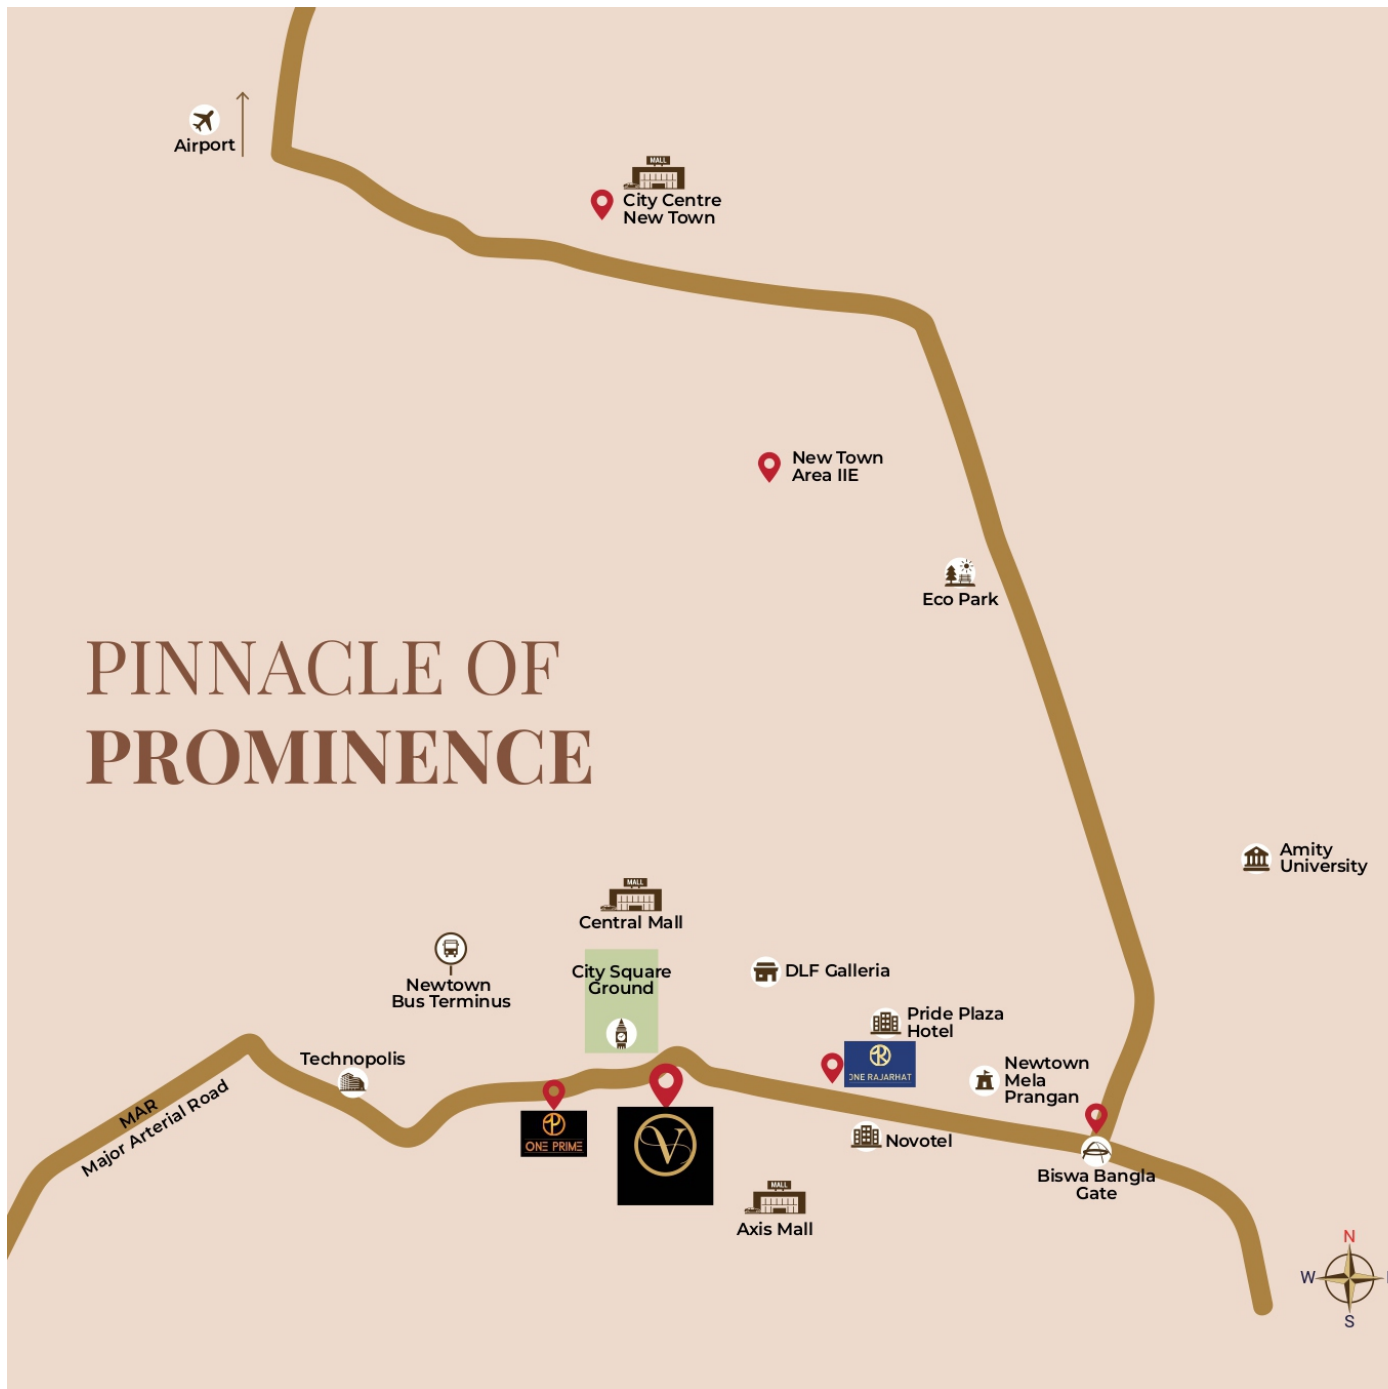 Airport
MALL
City Centre
New Town
New Town
Area IIE
Eco Park
PINNACLE OF
PROMINENCE
Amity
University
MALL
Central Mall
Newtown
Bus Terminus
City Square
Ground
DLF Galleria
Pride Plaza
Hotel
ONE RAJARHAT
Technopolis
Newtown
Mela
Prangan
MAR
Major Arterial Road
ONE PRIME
V
Novotel
Biswa Bangla
Gate
MALL
Axis Mall
N
W
S